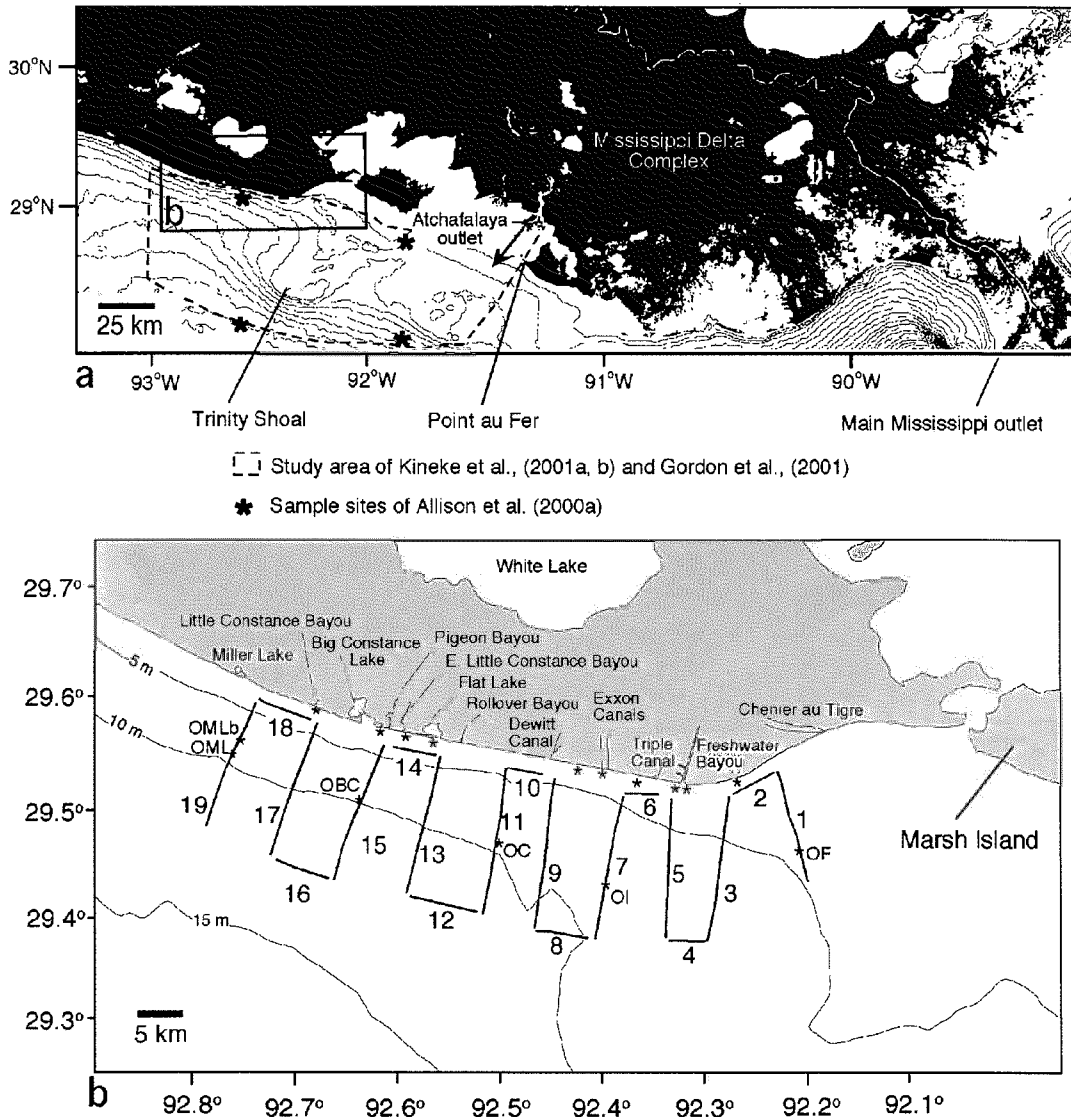 30°N
29°N
Mississippi Delta
Complex
b
Atchafalaya
outlet
25 km
a
93°W
92°W
91°W
90°W
Trinity Shoal
Point au Fer
Main Mississippi outlet
Study area of Kineke et al., (2001a, b) and Gordon et al., (2001)
* Sample sites of Allison et al. (2000a)
29.7°
29.6°
29.5°
29.4°
29.3°
White Lake
Little Constance Bayou
Miller Lake
Big Constance
Lake
Pigeon Bayou
E. Little Constance Bayou
Flat Lake
Rollover Bayou
Dewitt
Canal
Exxon
Canals
Triple
Canal
Freshwater
Bayou
Chenier au Tigre
Marsh Island
5 m
10 m
15 m
OMLb
OML
OBC
OC
OI
OF
19
18
17
16
15
14
13
12
11
10
9
8
7
6
5
4
3
2
1
5 km
b
92.8°
92.7°
92.6°
92.5°
92.4°
92.3°
92.2°
92.1°